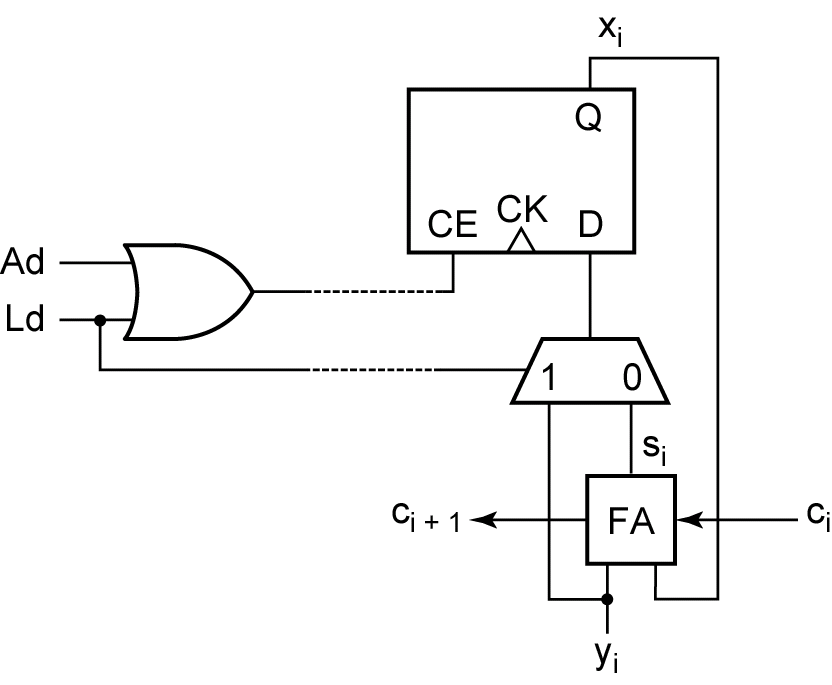 xi
Q
CE CK D
Ad
Ld
1 0
si
ci + 1 FA ci
yi